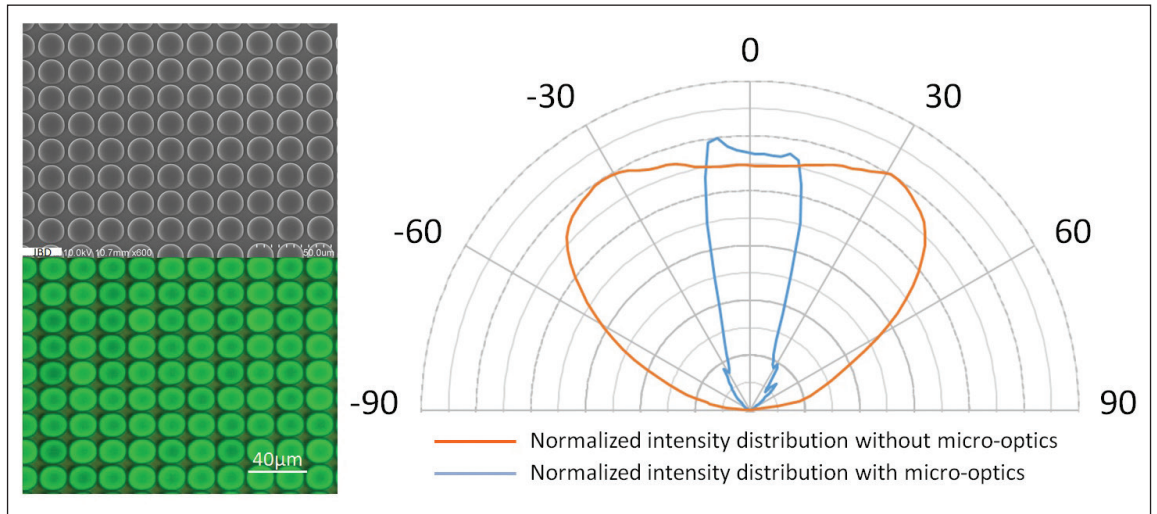 0
-30
30
-60
60
-90
90
JBD 10.0kV 10.7mm x600
50.0um
40µm
Normalized intensity distribution without micro-optics
Normalized intensity distribution with micro-optics